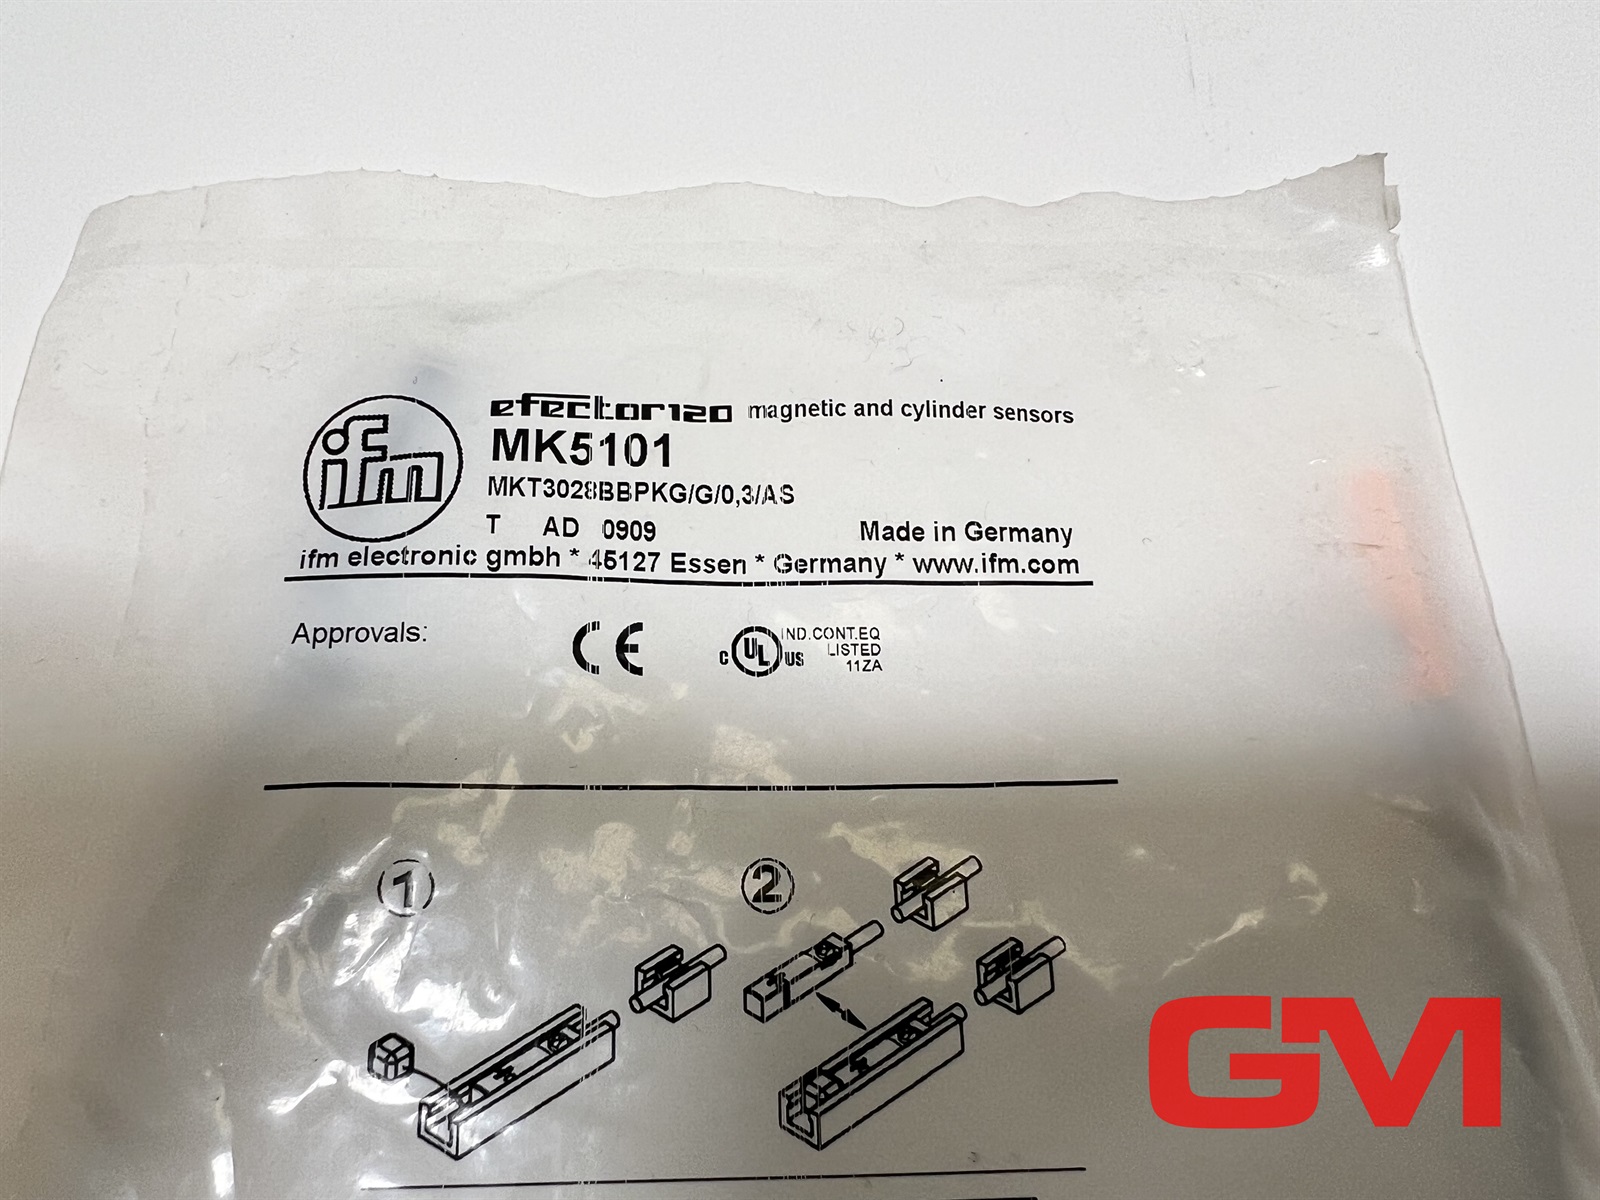 ifm
efector120 magnetic and cylinder sensors
MK5101
MKT3028BBPKG/G/0,3/AS
T AD 0909 Made in Germany
ifm electronic gmbh * 45127 Essen * Germany * www.ifm.com
Approvals: CE
c UL US IND.CONT.EQ
LISTED
11ZA
1 2
GM